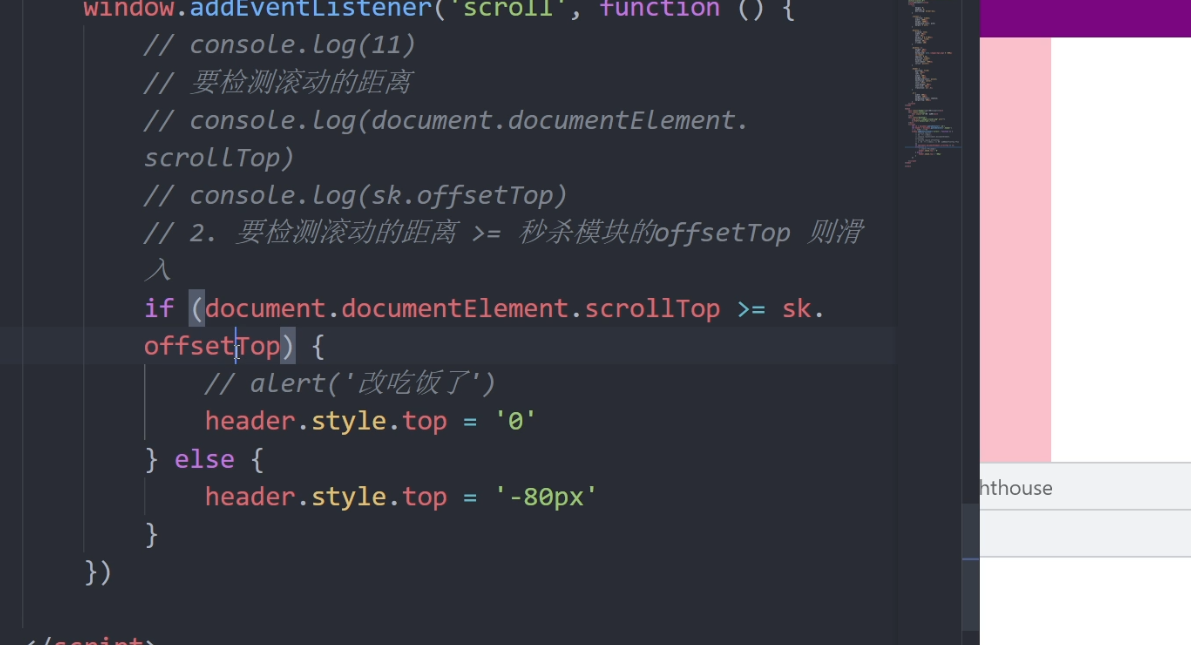 window.addEventListener('scroll', function () {
// console.log(11)
// 要检测滚动的距离
// console.log(document.documentElement.
scrollTop)
// console.log(sk.offsetTop)
// 2. 要检测滚动的距离 >= 秒杀模块的offsetTop 则滑
入
if (document.documentElement.scrollTop >= sk.
offsetTop) {
// alert('改吃饭了')
header.style.top = '0'
} else {
header.style.top = '-80px'
}
})
</script>
hthouse